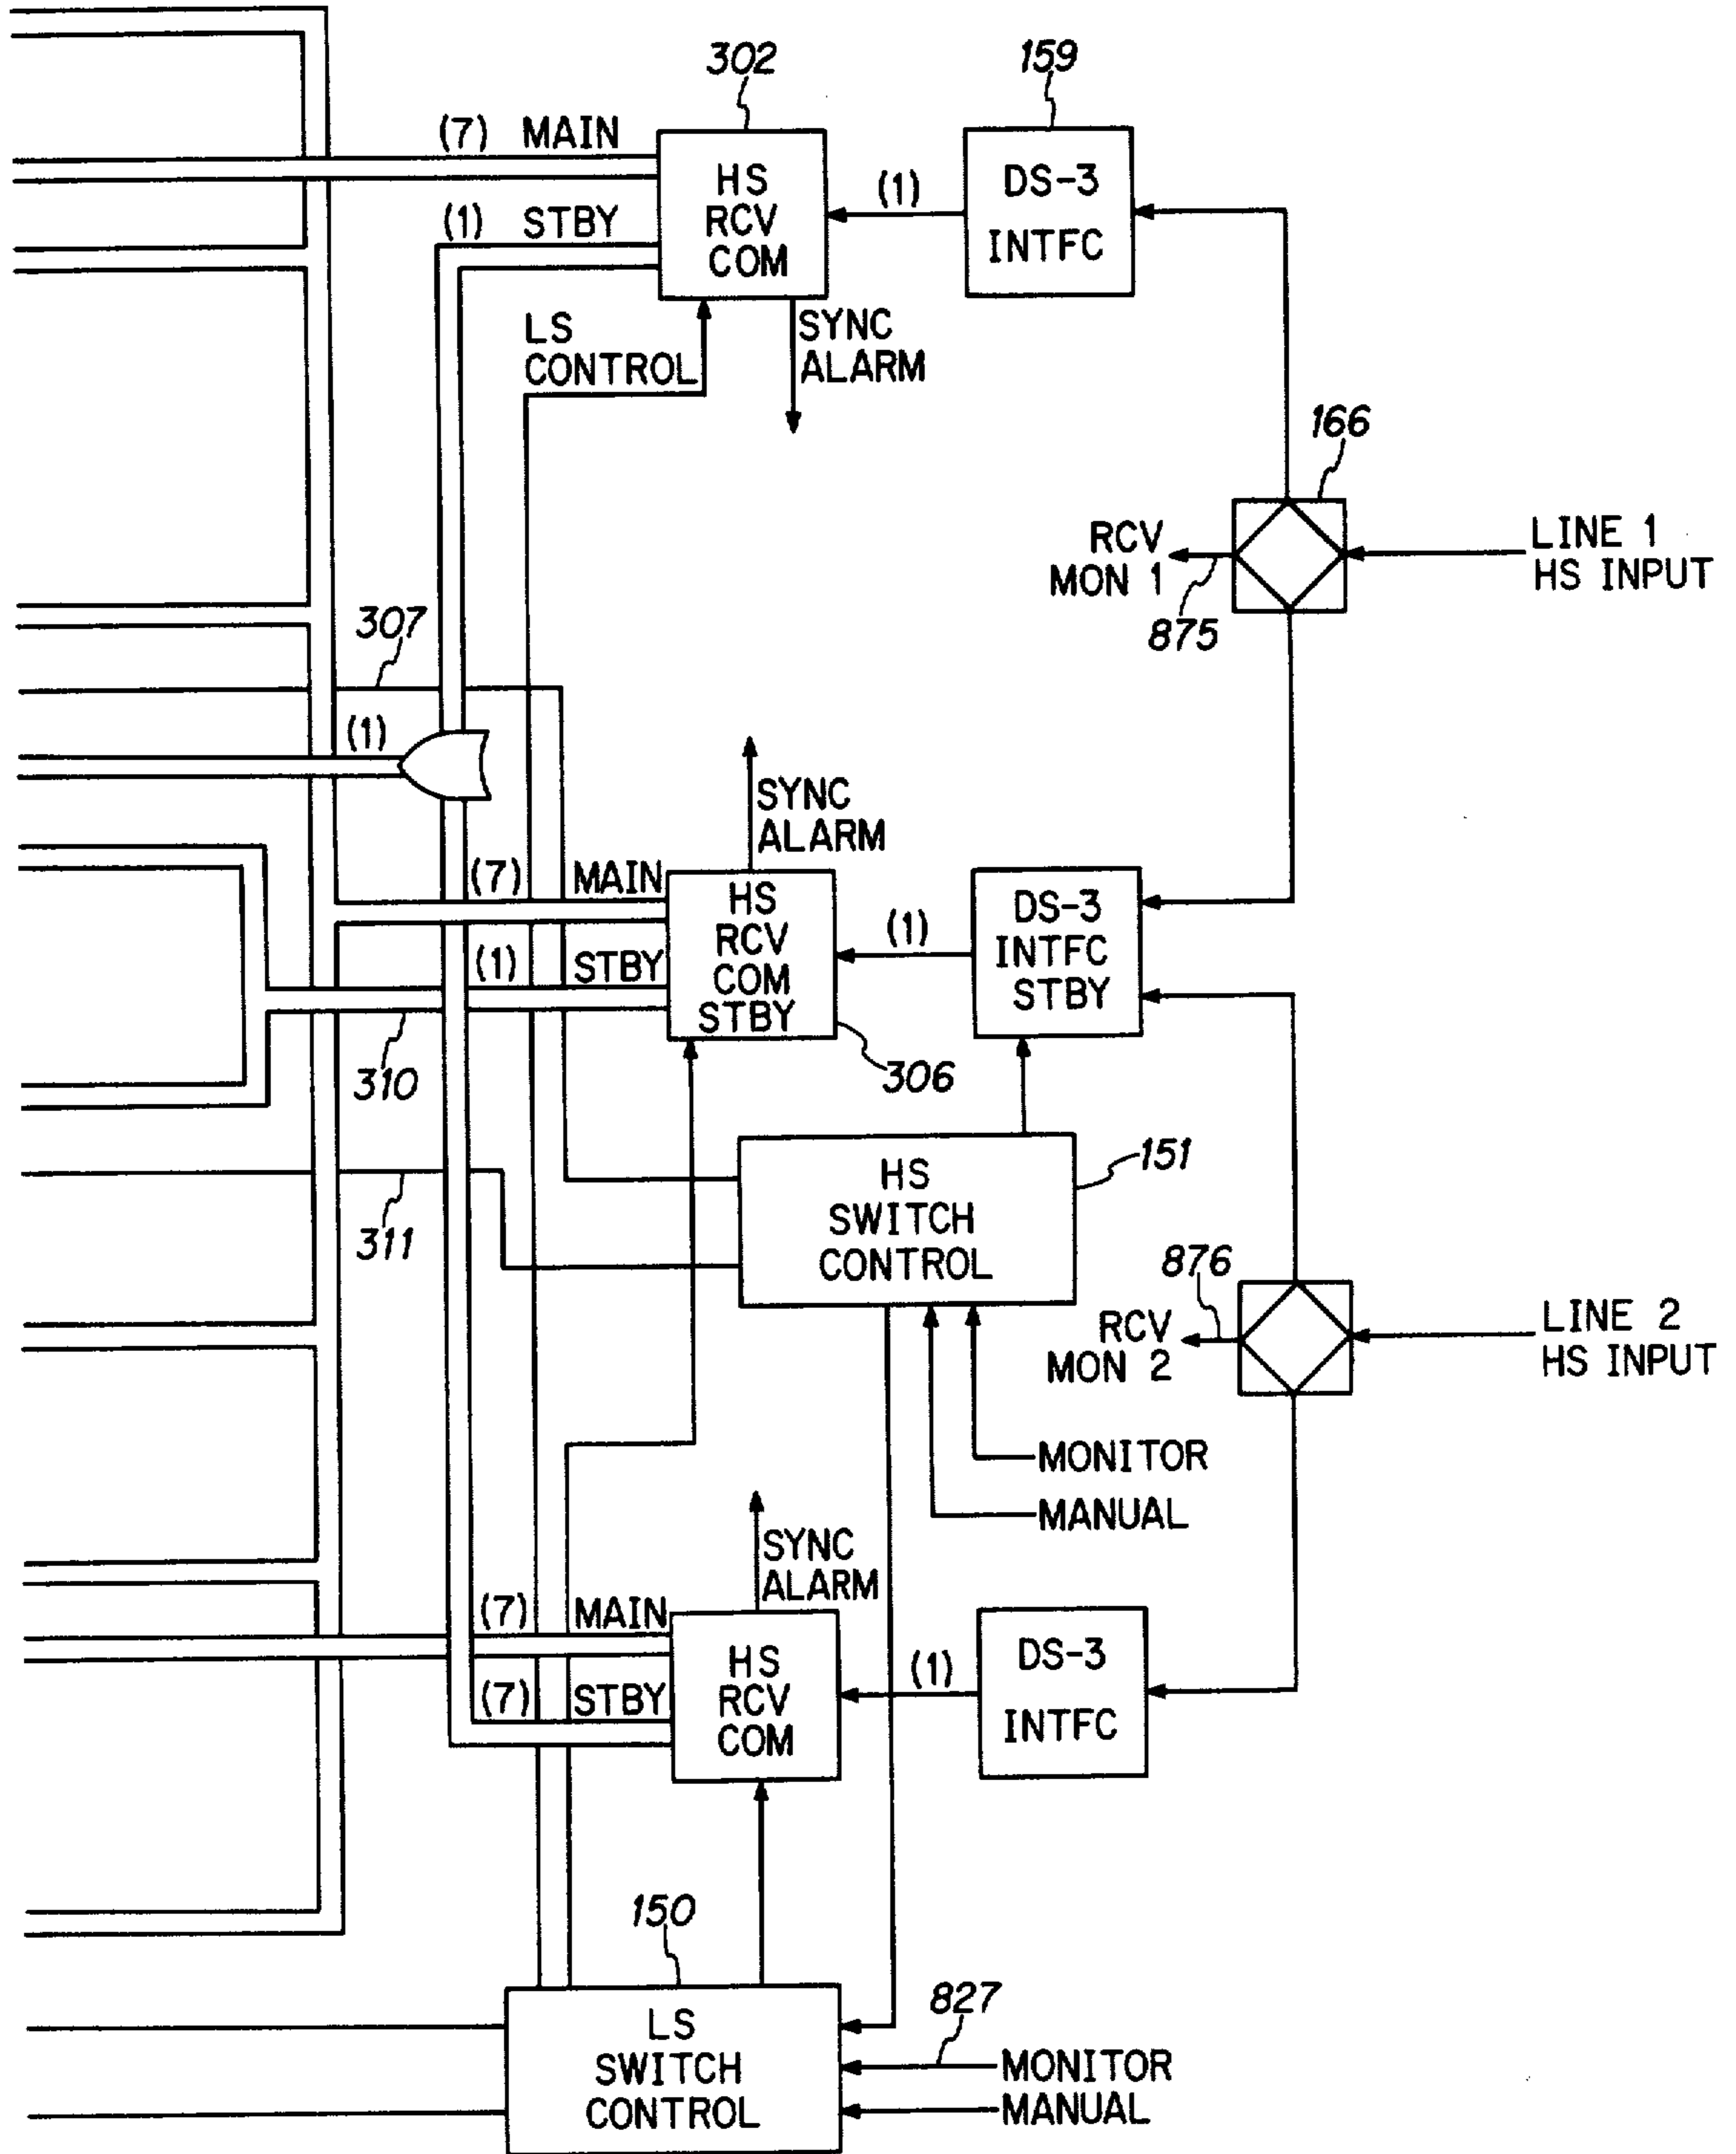 302
159
(7) MAIN
HS
RCV
COM
(1)
DS-3
INTFC
(1) STBY
LS
CONTROL
SYNC
ALARM
166
RCV
MON 1
875
LINE 1
HS INPUT
307
(1)
SYNC
ALARM
(7) MAIN
HS
RCV
COM
STBY
(1)
DS-3
INTFC
STBY
(1) STBY
310
306
HS
SWITCH
CONTROL
151
311
876
RCV
MON 2
LINE 2
HS INPUT
MONITOR
MANUAL
SYNC
ALARM
(7) MAIN
HS
RCV
COM
(1)
DS-3
INTFC
(7) STBY
150
LS
SWITCH
CONTROL
827
MONITOR
MANUAL